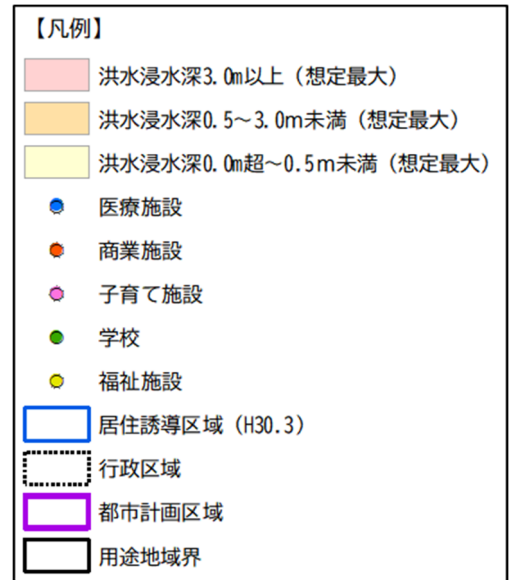 【凡例】
洪水浸水深3.0m以上（想定最大）
洪水浸水深0.5～3.0m未満（想定最大）
洪水浸水深0.0m超～0.5m未満（想定最大）
医療施設
商業施設
子育て施設
学校
福祉施設
居住誘導区域（H30.3）
行政区域
都市計画区域
用途地域界